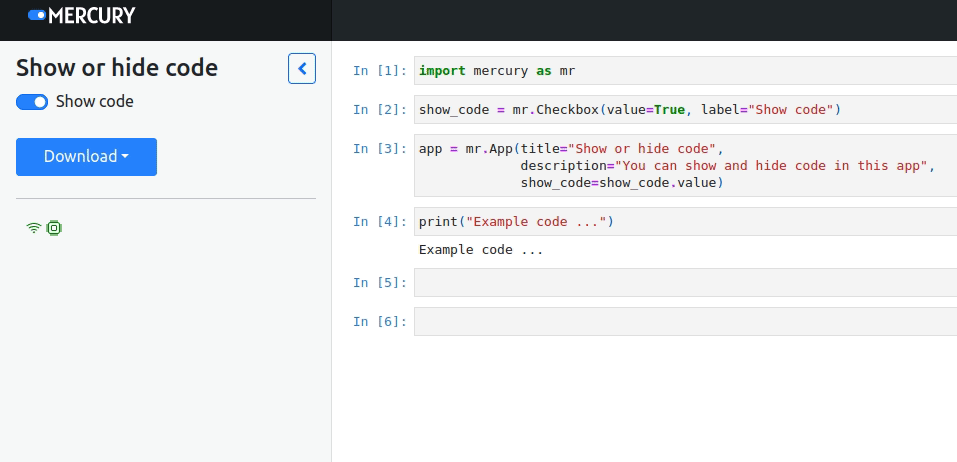 MERCURY
Show or hide code
Show code
Download
In [1]: import mercury as mr
In [2]: show_code = mr.Checkbox(value=True, label="Show code")
In [3]: app = mr.App(title="Show or hide code",
description="You can show and hide code in this app",
show_code=show_code.value)
In [4]: print("Example code ...")
Example code ...
In [5]:
In [6]: